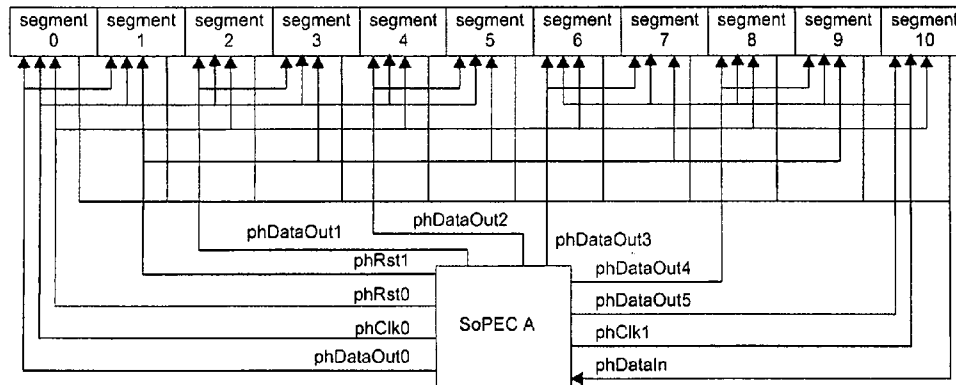 segment segment segment segment segment segment segment segment segment segment segment
0 1 2 3 4 5 6 7 8 9 10
phDataOut2
phDataOut1
phDataOut3
phRst1
phDataOut4
phRst0
phDataOut5
SoPEC A
phClk0
phClk1
phDataOut0
phDataIn